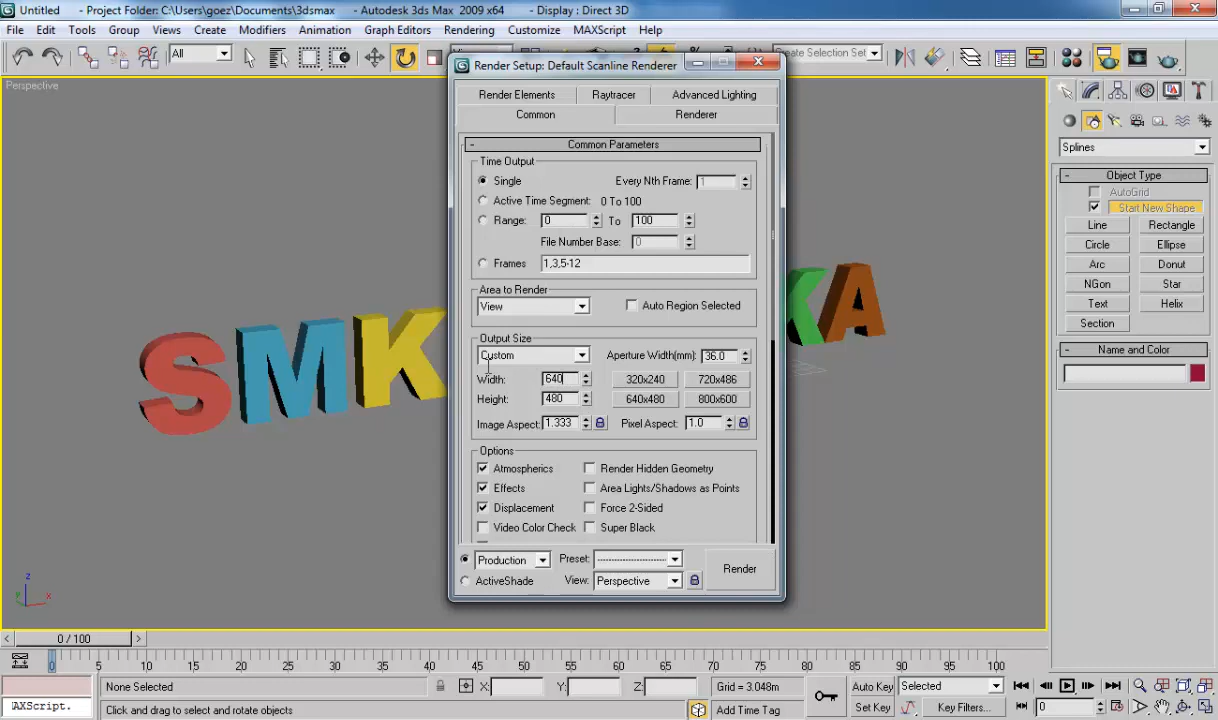 Untitled - Project Folder: C:\Users\goez\Documents\3dsmax - Autodesk 3ds Max 2009 x64 - Display : Direct 3D
File Edit Tools Group Views Create Modifiers Animation Graph Editors Rendering Customize MAXScript Help
All
Create Selection Set
Perspective
Render Setup: Default Scanline Renderer
Render Elements Raytracer Advanced Lighting
Common Renderer
- Common Parameters
Time Output
Single Every Nth Frame: 1
Active Time Segment: 0 To 100
Range: 0 To 100
File Number Base: 0
Frames 1,3,5-12
Area to Render
View Auto Region Selected
Output Size
Custom Aperture Width(mm): 36.0
Width: 640 320x240 720x486
Height: 480 640x480 800x600
Image Aspect: 1.333 Pixel Aspect: 1.0
Options
Atmospherics Render Hidden Geometry
Effects Area Lights/Shadows as Points
Displacement Force 2-Sided
Video Color Check Super Black
Production Preset: Render
ActiveShade View: Perspective
SMK KA
z
y x
Splines
- Object Type
AutoGrid
Start New Shape
Line Rectangle
Circle Ellipse
Arc Donut
NGon Star
Text Helix
Section
- Name and Color
< 0 / 100 >
0 5 10 15 20 25 30 35 40 45 50 55 60 65 70 75 80 85 90 95 100
None Selected X: Y: Z: Grid = 3.048m Auto Key Selected
AXScript. Click and drag to select and rotate objects Add Time Tag Set Key Key Filters... 0